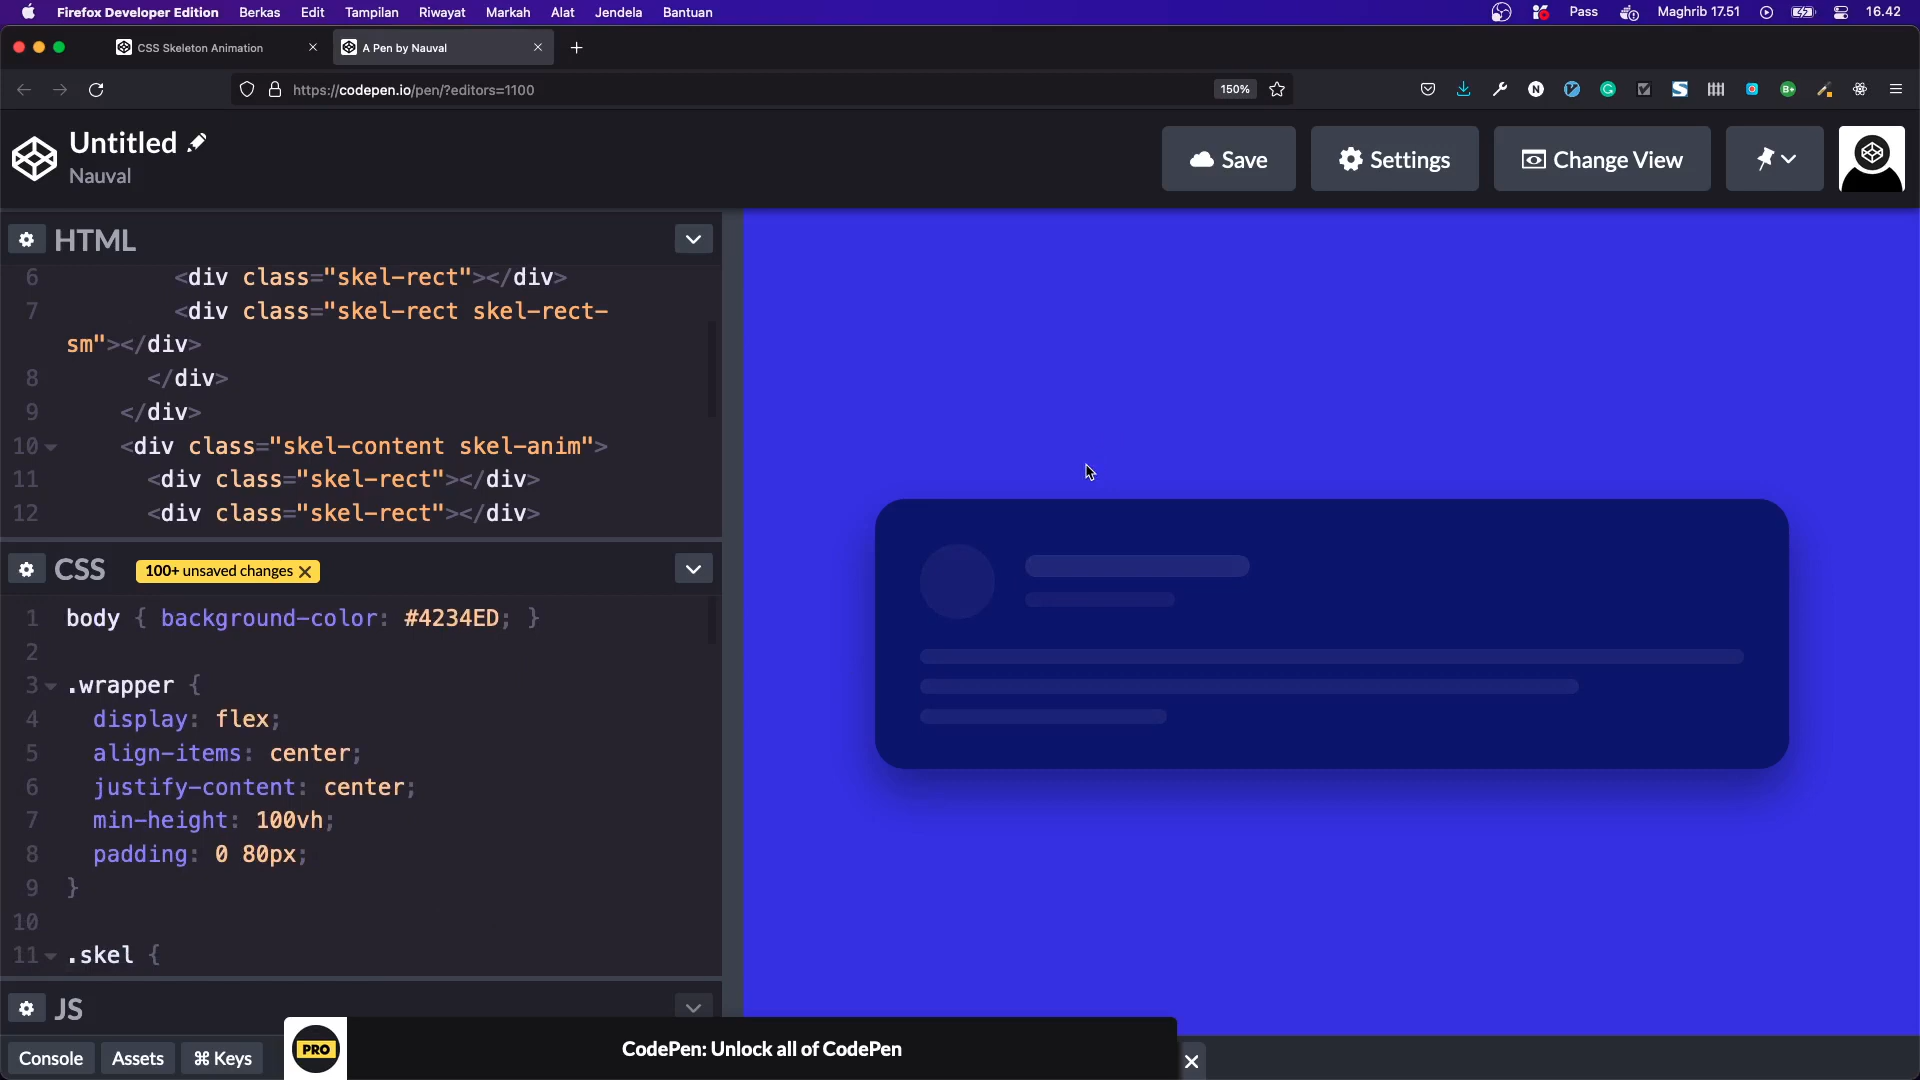 Firefox Developer Edition Berkas Edit Tampilan Riwayat Markah Alat Jendela Bantuan Pass Maghrib 17.51 16.42
CSS Skeleton Animation A Pen by Nauval
https://codepen.io/pen/?editors=1100 150%
Untitled
Nauval
Save Settings Change View
HTML
6 <div class="skel-rect"></div>
7 <div class="skel-rect skel-rect-
sm"></div>
8 </div>
9 </div>
10 <div class="skel-content skel-anim">
11 <div class="skel-rect"></div>
12 <div class="skel-rect"></div>
CSS 100+ unsaved changes
1 body { background-color: #4234ED; }
2
3 .wrapper {
4 display: flex;
5 align-items: center;
6 justify-content: center;
7 min-height: 100vh;
8 padding: 0 80px;
9 }
10
11 .skel {
JS
Console Assets ⌘ Keys PRO CodePen: Unlock all of CodePen